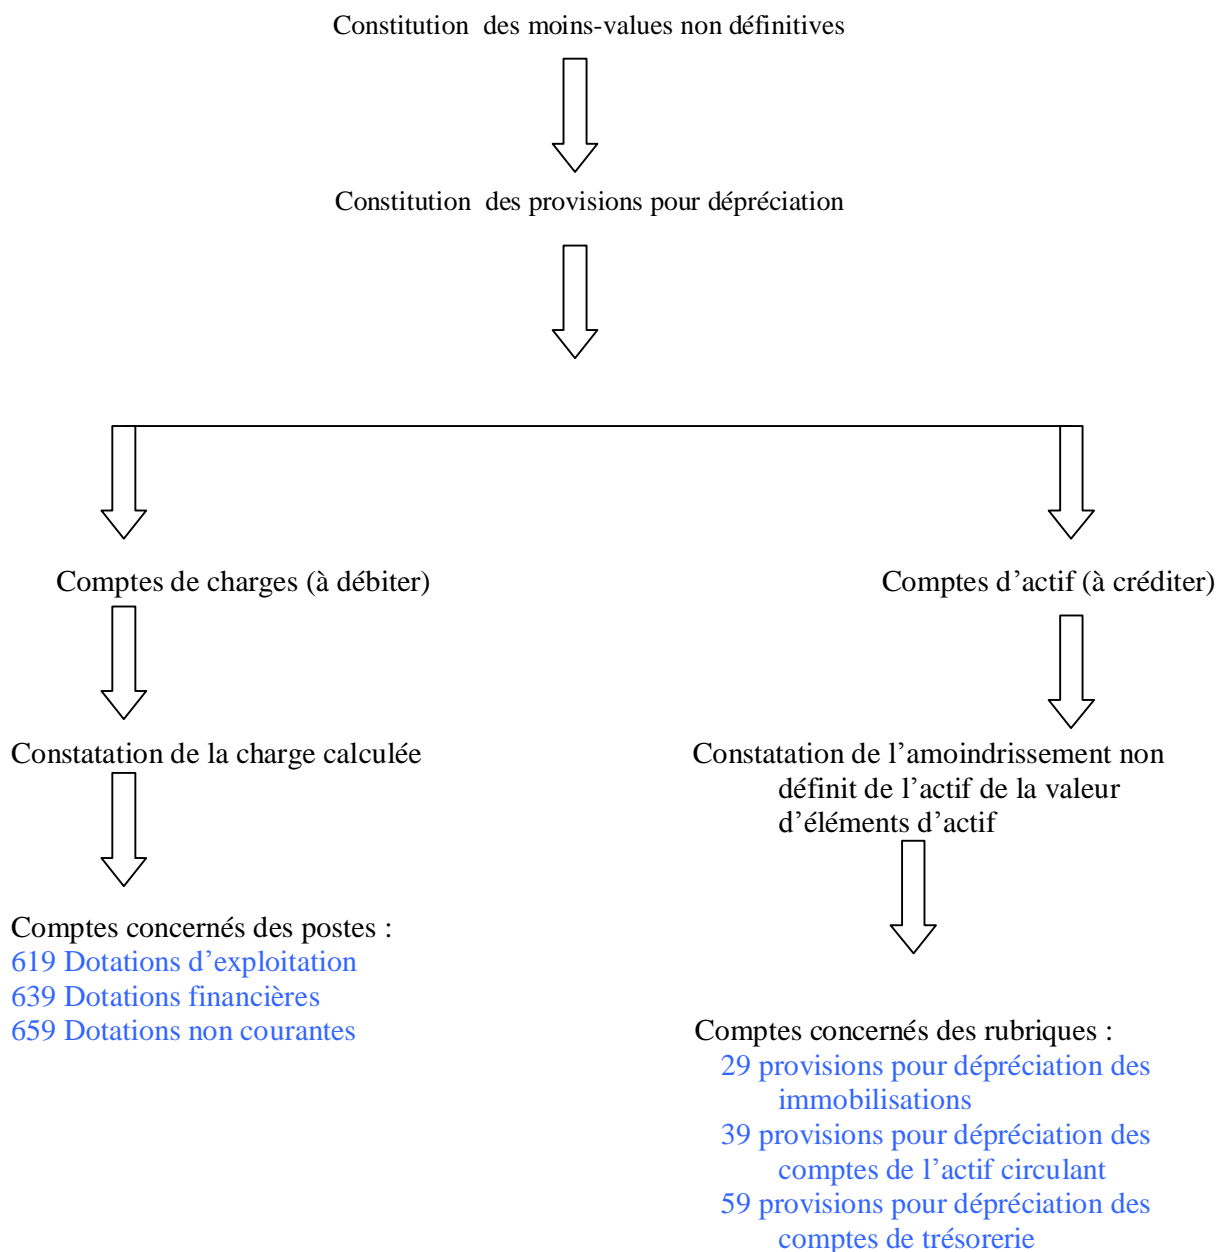 Constitution des moins-values non définitives
Constitution des provisions pour dépréciation
Comptes de charges (à débiter)
Comptes d’actif (à créditer)
Constatation de la charge calculée
Constatation de l’amoindrissement non
définit de l’actif de la valeur
d’éléments d’actif
Comptes concernés des postes :
619 Dotations d’exploitation
639 Dotations financières
659 Dotations non courantes
Comptes concernés des rubriques :
29 provisions pour dépréciation des
immobilisations
39 provisions pour dépréciation des
comptes de l’actif circulant
59 provisions pour dépréciation des
comptes de trésorerie